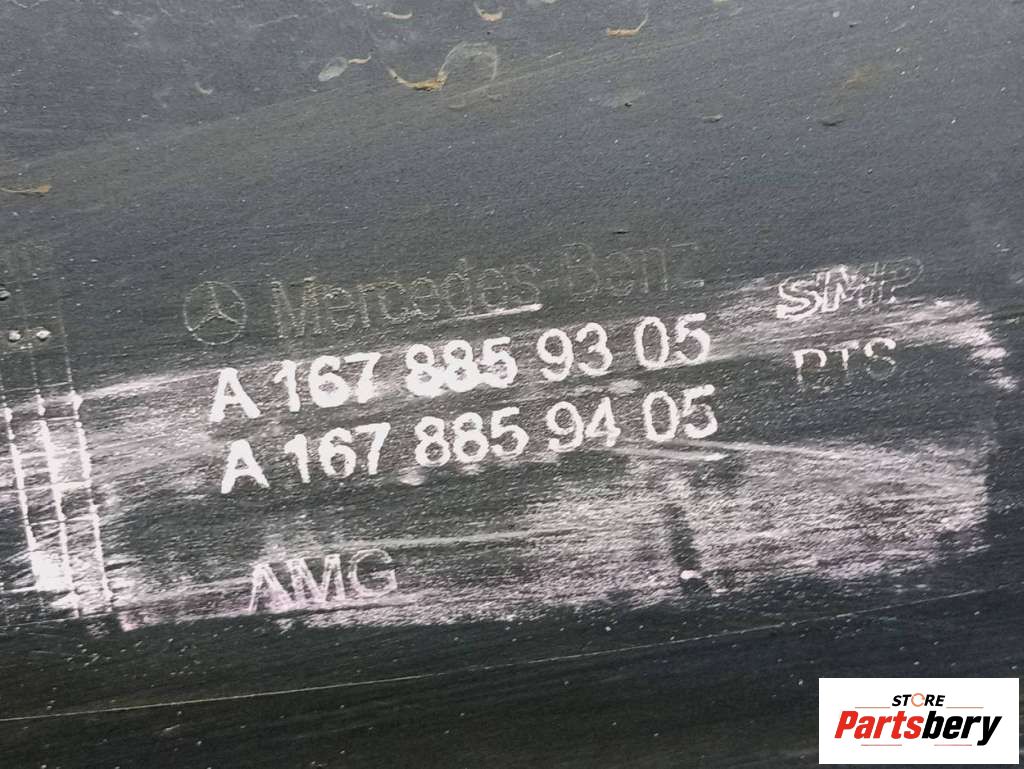 Mercedes-Benz
SMP
A 167 885 93 05
PTS
A 167 885 94 05
AMG
STORE
Partsbery